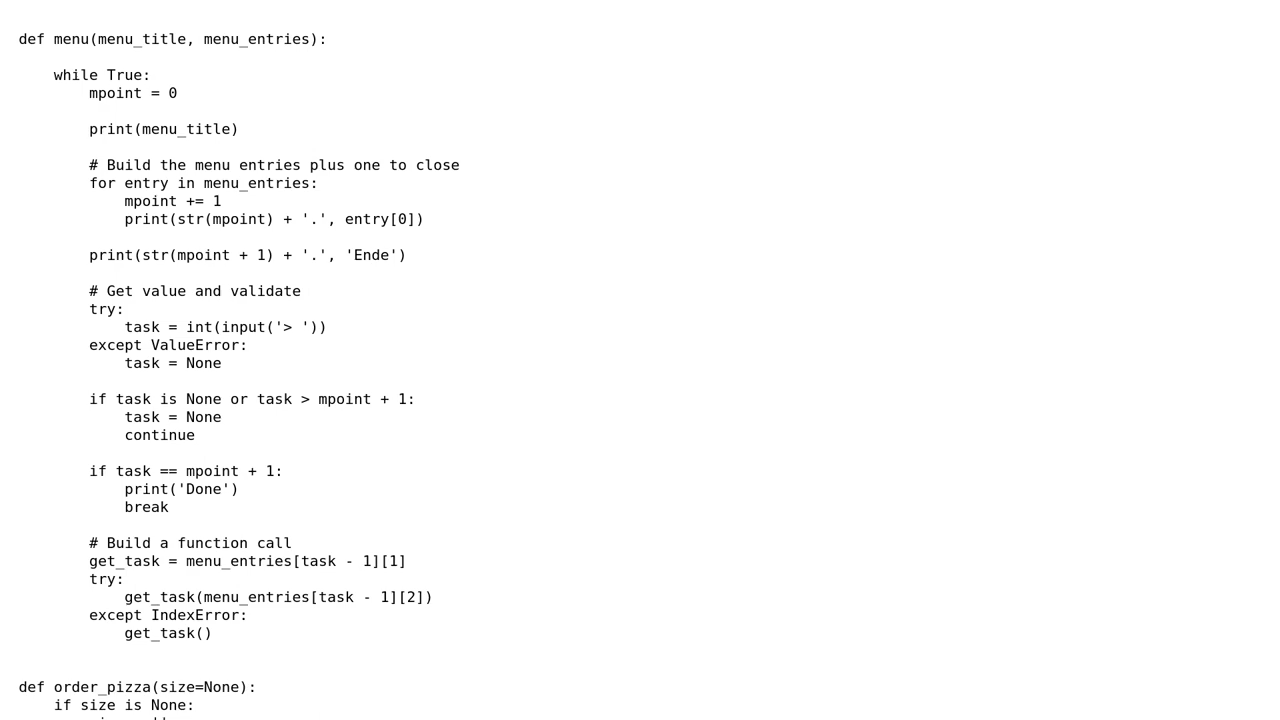 def menu(menu_title, menu_entries):
    while True:
        mpoint = 0
        print(menu_title)
        # Build the menu entries plus one to close
        for entry in menu_entries:
            mpoint += 1
            print(str(mpoint) + '.', entry[0])
        print(str(mpoint + 1) + '.', 'Ende')
        # Get value and validate
        try:
            task = int(input('> '))
        except ValueError:
            task = None
        if task is None or task > mpoint + 1:
            task = None
            continue
        if task == mpoint + 1:
            print('Done')
            break
        # Build a function call
        get_task = menu_entries[task - 1][1]
        try:
            get_task(menu_entries[task - 1][2])
        except IndexError:
            get_task()
def order_pizza(size=None):
    if size is None: